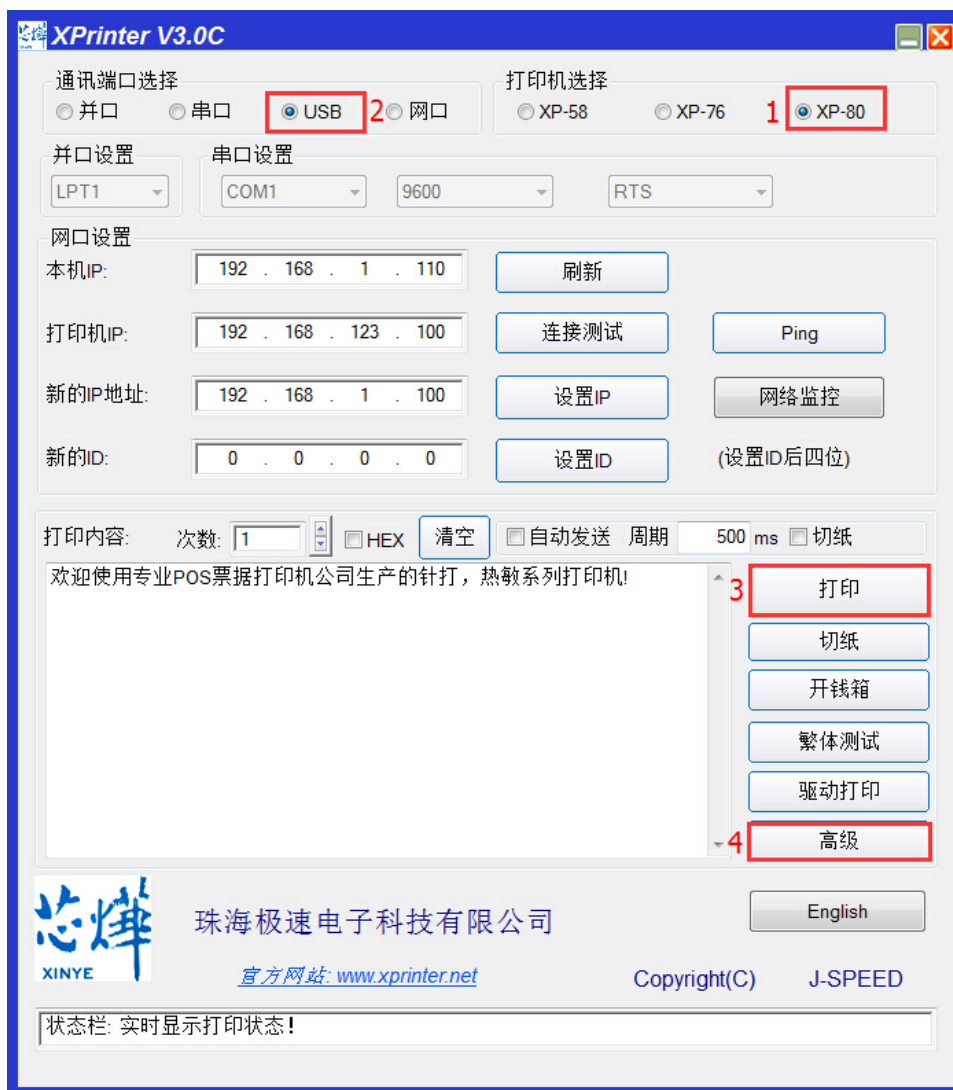 XPrinter V3.0C
通讯端口选择 打印机选择
并口 串口 USB 2 网口 XP-58 XP-76 1 XP-80
并口设置 串口设置
LPT1 COM1 9600 RTS
网口设置
本机IP: 192 . 168 . 1 . 110 刷新
打印机IP: 192 . 168 . 123 . 100 连接测试 Ping
新的IP地址: 192 . 168 . 1 . 100 设置IP 网络监控
新的ID: 0 . 0 . 0 . 0 设置ID (设置ID后四位)
打印内容: 次数: 1 HEX 清空 自动发送 周期 500 ms 切纸
欢迎使用专业POS票据打印机公司生产的针打，热敏系列打印机!
3 打印
切纸
开钱箱
繁体测试
驱动打印
4 高级
芯烨
XINYE
珠海极速电子科技有限公司 English
官方网站: www.xprinter.net Copyright(C) J-SPEED
状态栏: 实时显示打印状态!